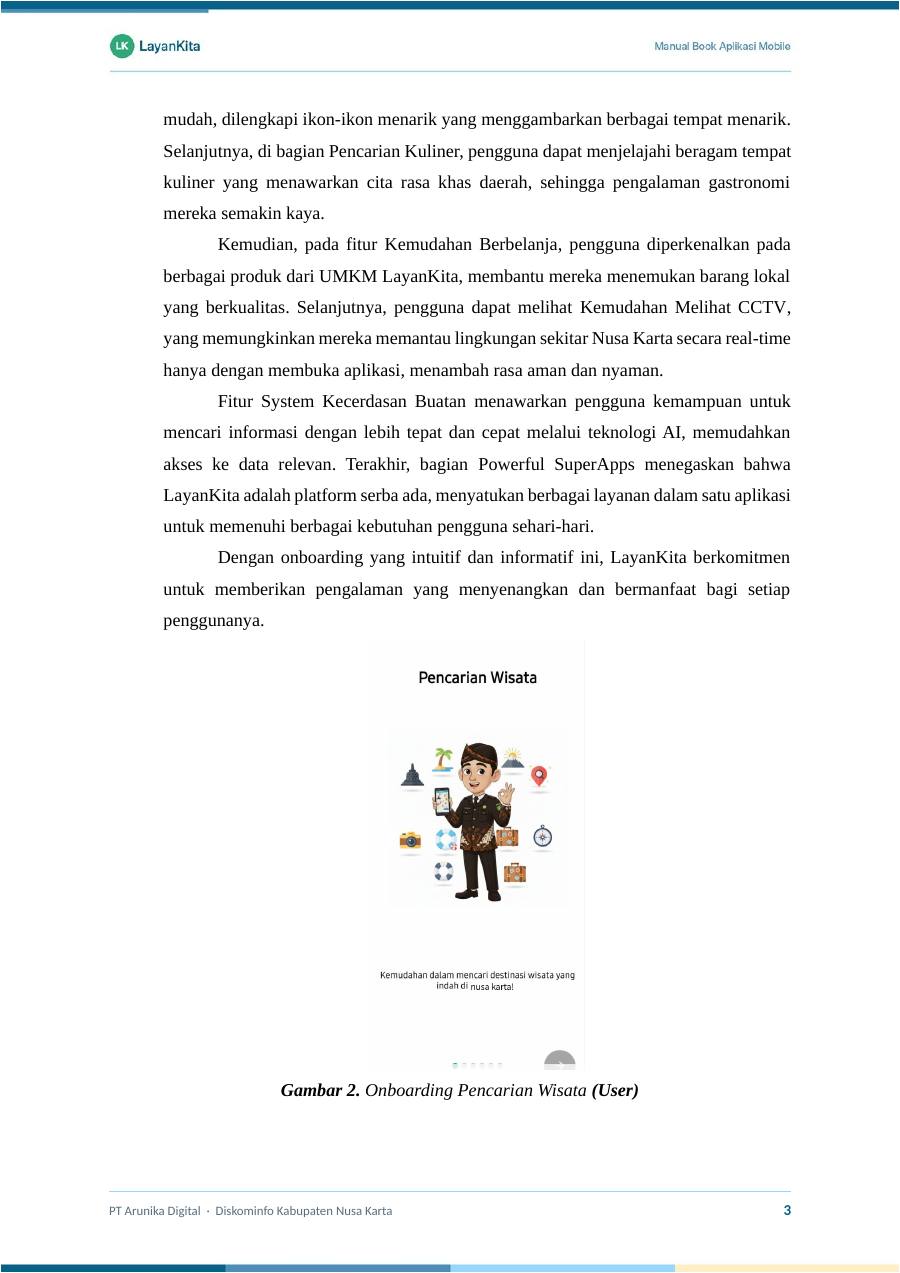 LK LayanKita
Manual Book Aplikasi Mobile
mudah, dilengkapi ikon-ikon menarik yang menggambarkan berbagai tempat menarik.
Selanjutnya, di bagian Pencarian Kuliner, pengguna dapat menjelajahi beragam tempat
kuliner yang menawarkan cita rasa khas daerah, sehingga pengalaman gastronomi
mereka semakin kaya.
Kemudian, pada fitur Kemudahan Berbelanja, pengguna diperkenalkan pada
berbagai produk dari UMKM LayanKita, membantu mereka menemukan barang lokal
yang berkualitas. Selanjutnya, pengguna dapat melihat Kemudahan Melihat CCTV,
yang memungkinkan mereka memantau lingkungan sekitar Nusa Karta secara real-time
hanya dengan membuka aplikasi, menambah rasa aman dan nyaman.
Fitur System Kecerdasan Buatan menawarkan pengguna kemampuan untuk
mencari informasi dengan lebih tepat dan cepat melalui teknologi AI, memudahkan
akses ke data relevan. Terakhir, bagian Powerful SuperApps menegaskan bahwa
LayanKita adalah platform serba ada, menyatukan berbagai layanan dalam satu aplikasi
untuk memenuhi berbagai kebutuhan pengguna sehari-hari.
Dengan onboarding yang intuitif dan informatif ini, LayanKita berkomitmen
untuk memberikan pengalaman yang menyenangkan dan bermanfaat bagi setiap
penggunanya.
Pencarian Wisata
Kemudahan dalam mencari destinasi wisata yang
indah di nusa karta!
Gambar 2. Onboarding Pencarian Wisata (User)
PT Arunika Digital · Diskominfo Kabupaten Nusa Karta
3